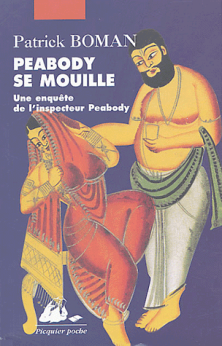 Patrick BOMAN
PEABODY
SE MOUILLE
Une enquête
de l'inspecteur Peabody
Picquier poche